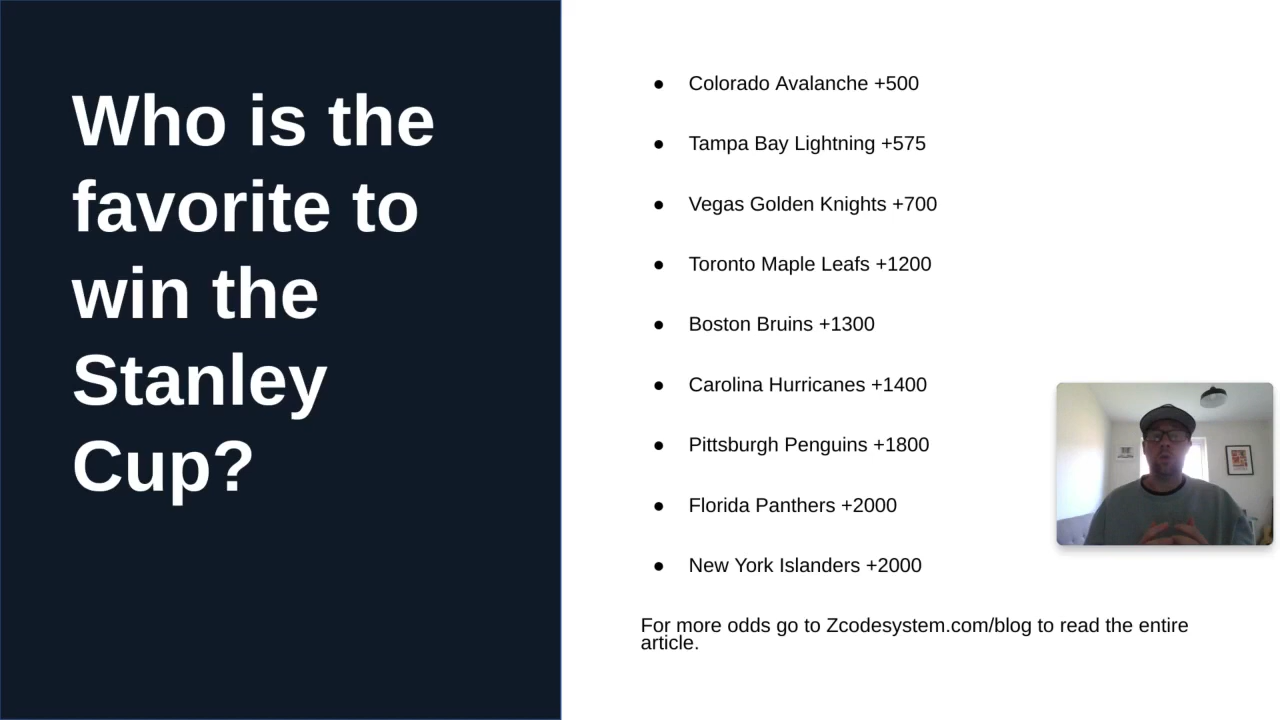 Who is the
favorite to
win the
Stanley
Cup?
● Colorado Avalanche +500
● Tampa Bay Lightning +575
● Vegas Golden Knights +700
● Toronto Maple Leafs +1200
● Boston Bruins +1300
● Carolina Hurricanes +1400
● Pittsburgh Penguins +1800
● Florida Panthers +2000
● New York Islanders +2000
For more odds go to Zcodesystem.com/blog to read the entire
article.